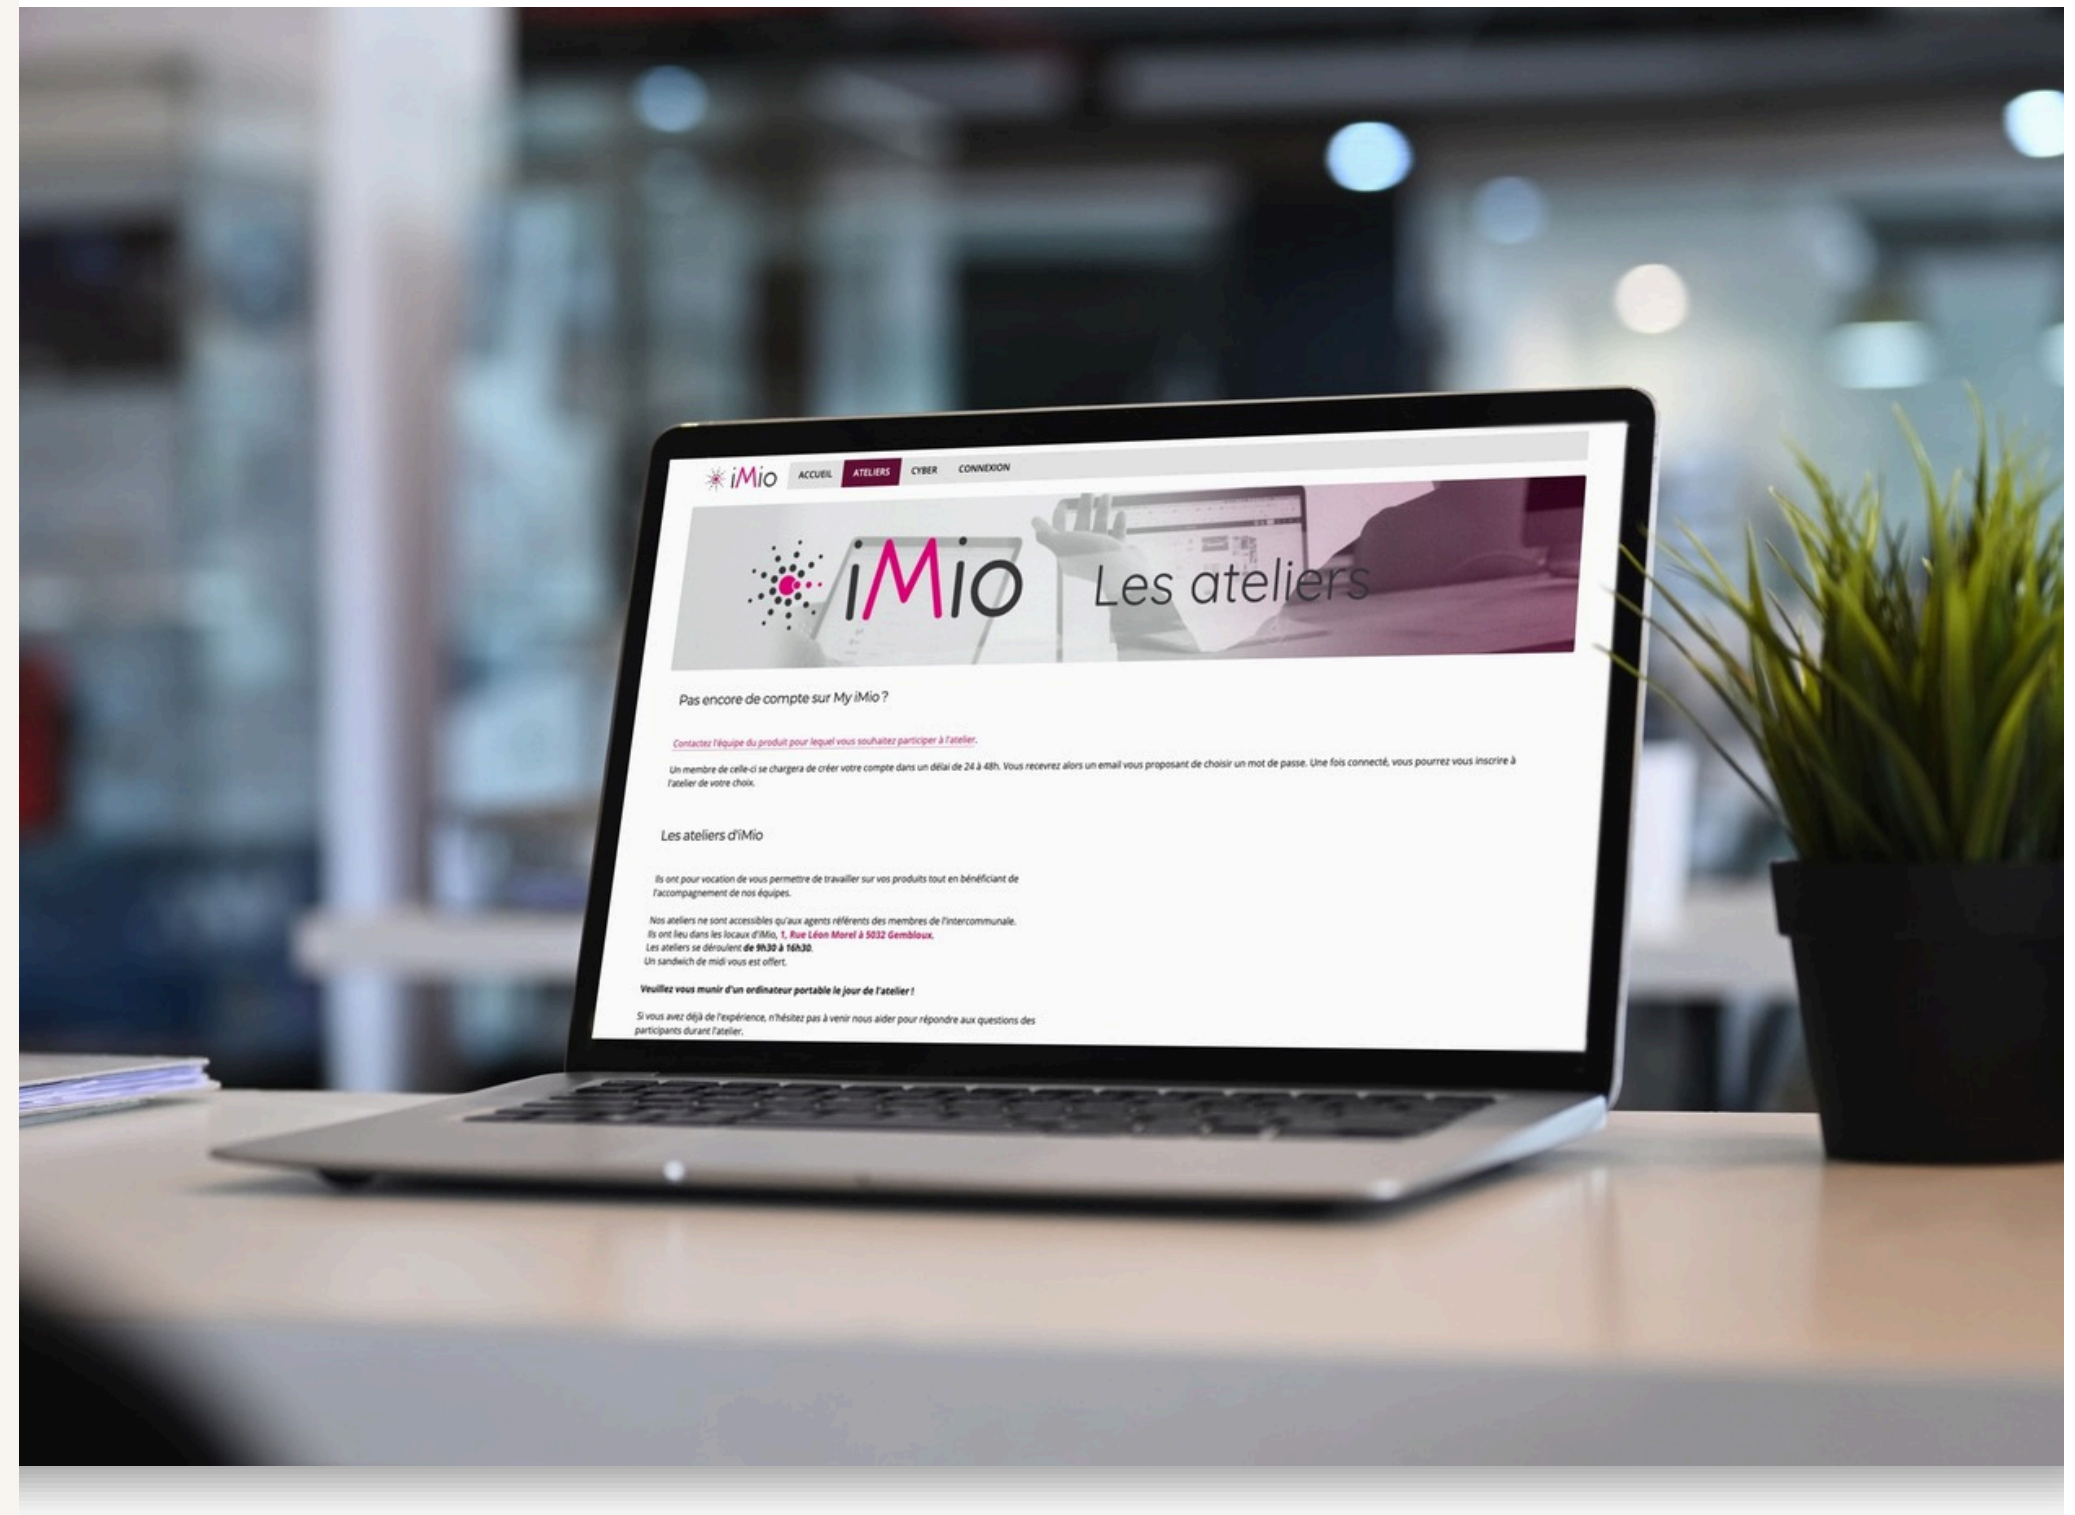 iMio ACCUEIL ATELIERS CYBER CONNEXION
iMio Les ateliers
Pas encore de compte sur My iMio ?
Contactez l'équipe du produit pour lequel vous souhaitez participer à l'atelier.
Un membre de celle-ci se chargera de créer votre compte dans un délai de 24 à 48h. Vous recevrez alors un email vous proposant de choisir un mot de passe. Une fois connecté, vous pourrez vous inscrire à
l'atelier de votre choix.
Les ateliers d'iMio
Ils ont pour vocation de vous permettre de travailler sur vos produits tout en bénéficiant de
l'accompagnement de nos équipes.
Nos ateliers ne sont accessibles qu'aux agents référents des membres de l'intercommunale.
Ils ont lieu dans les locaux d'iMio, 1, Rue Léon Morel à 5032 Gembloux.
Les ateliers se déroulent de 9h30 à 16h30.
Un sandwich de midi vous est offert.
Veuillez vous munir d'un ordinateur portable le jour de l'atelier !
Si vous avez déjà de l'expérience, n'hésitez pas à venir nous aider pour répondre aux questions des
participants durant l'atelier.